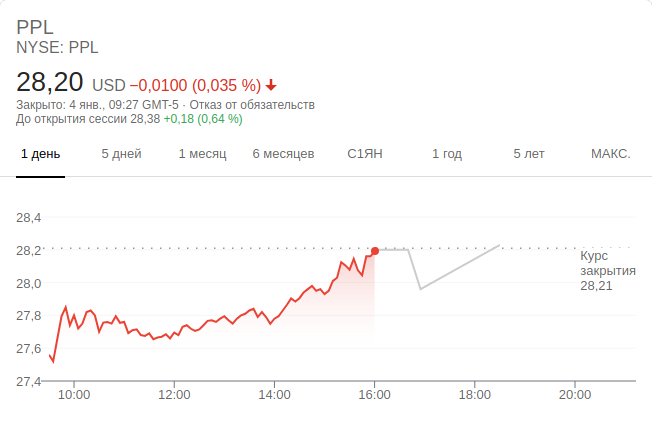 PPL
NYSE: PPL
28,20 USD −0,0100 (0,035 %)
Закрыто: 4 янв., 09:27 GMT-5 · Отказ от обязательств
До открытия сессии 28,38 +0,18 (0,64 %)
1 день 5 дней 1 месяц 6 месяцев С1ЯН 1 год 5 лет МАКС.
28,4
28,2
28,0
27,8
27,6
27,4
Курс
закрытия
28,21
10:00 12:00 14:00 16:00 18:00 20:00